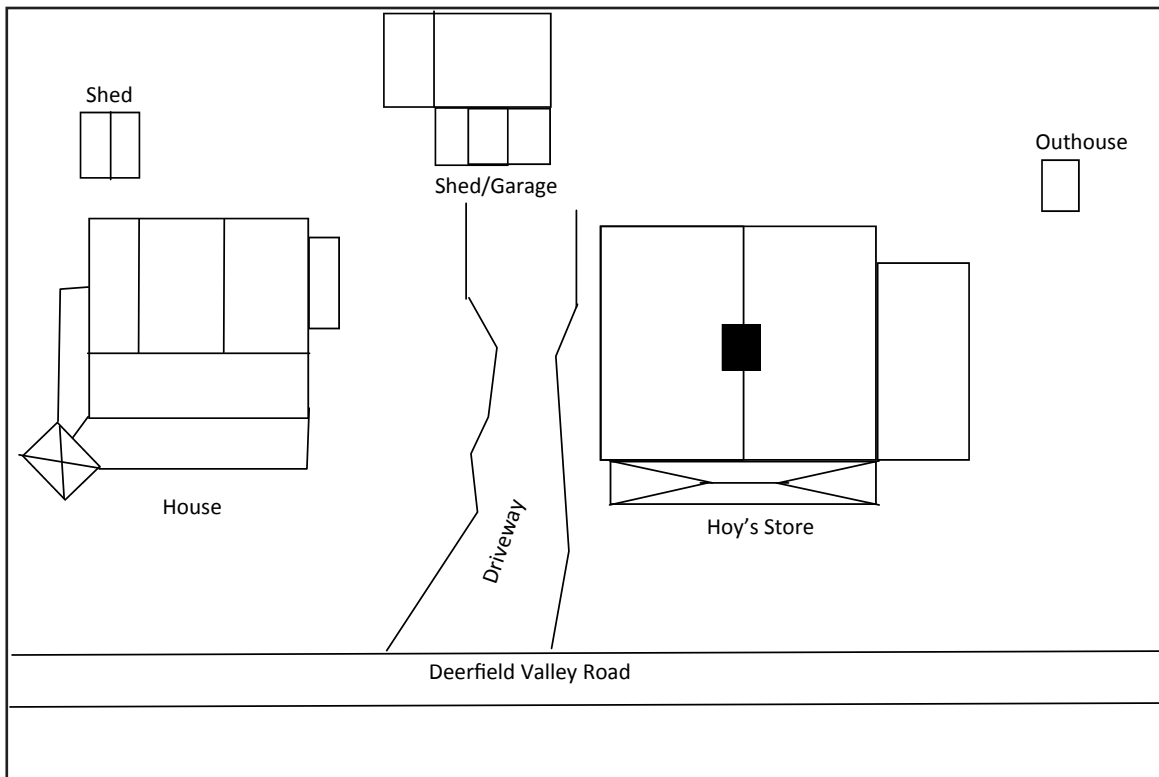 Shed
Outhouse
Shed/Garage
House
Hoy’s Store
Driveway
Deerfield Valley Road